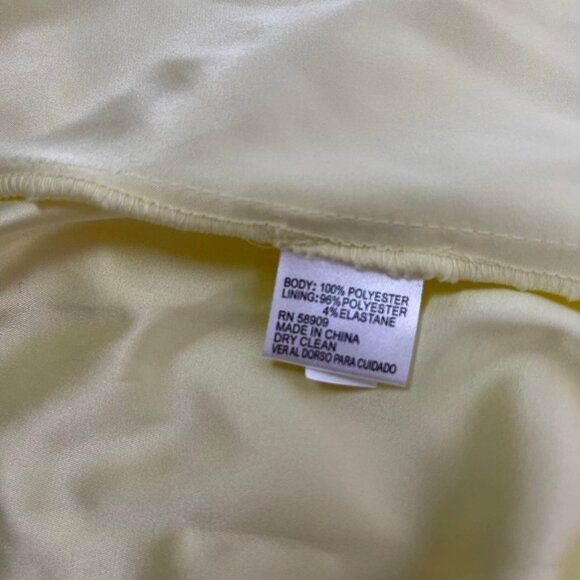 BODY: 100% POLYESTER
LINING: 96% POLYESTER
4% ELASTANE
RN 58909
MADE IN CHINA
DRY CLEAN
VER AL DORSO PARA CUIDADO